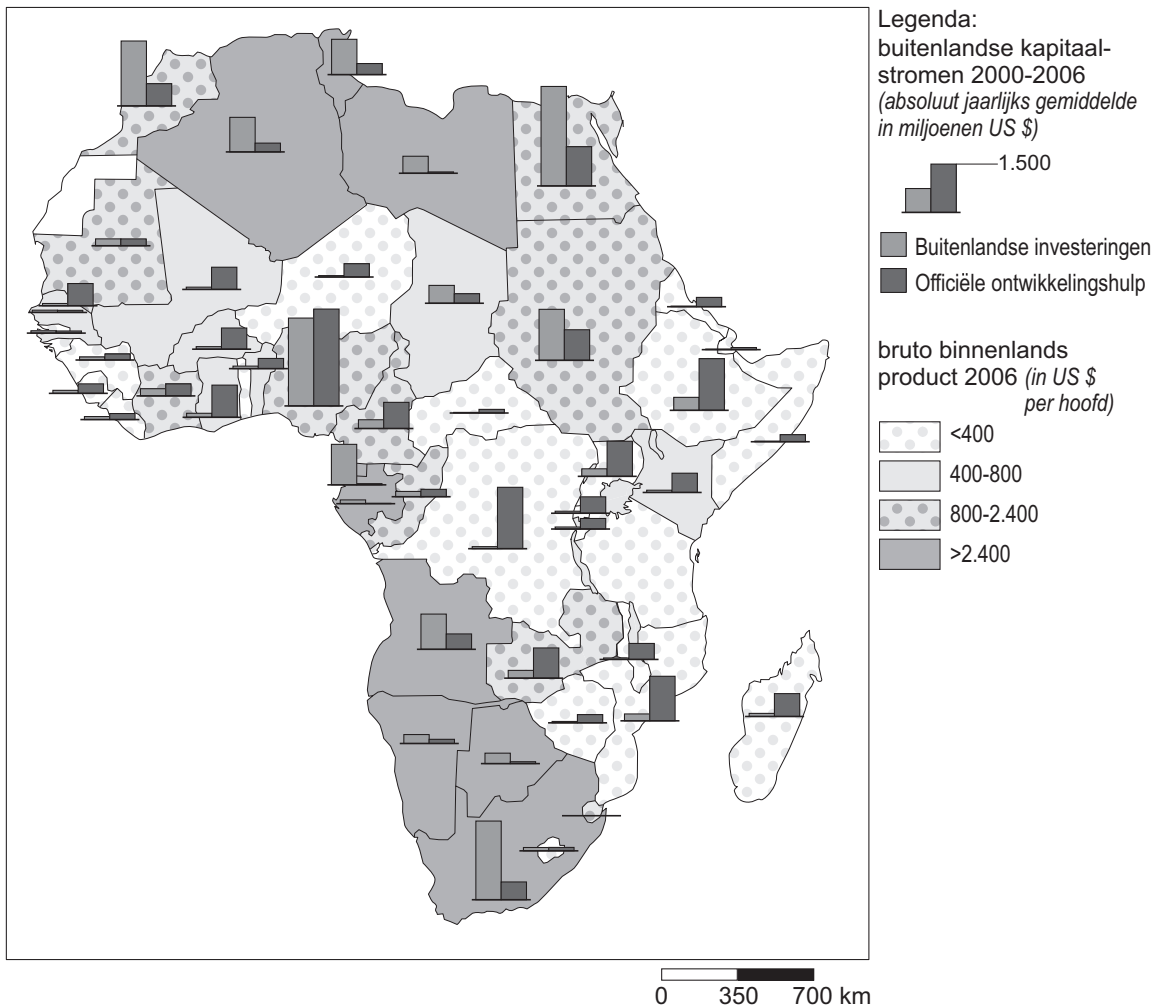 Legenda:
buitenlandse kapitaal-
stromen 2000-2006
(absoluut jaarlijks gemiddelde
in miljoenen US $)
1.500
Buitenlandse investeringen
Officiële ontwikkelingshulp
bruto binnenlands
product 2006 (in US $
per hoofd)
<400
400-800
800-2.400
>2.400
0 350 700 km